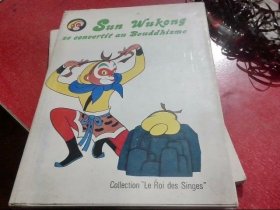 Sun Wukong
se convertit au Bouddhisme
Collection "Le Roi des Singes"